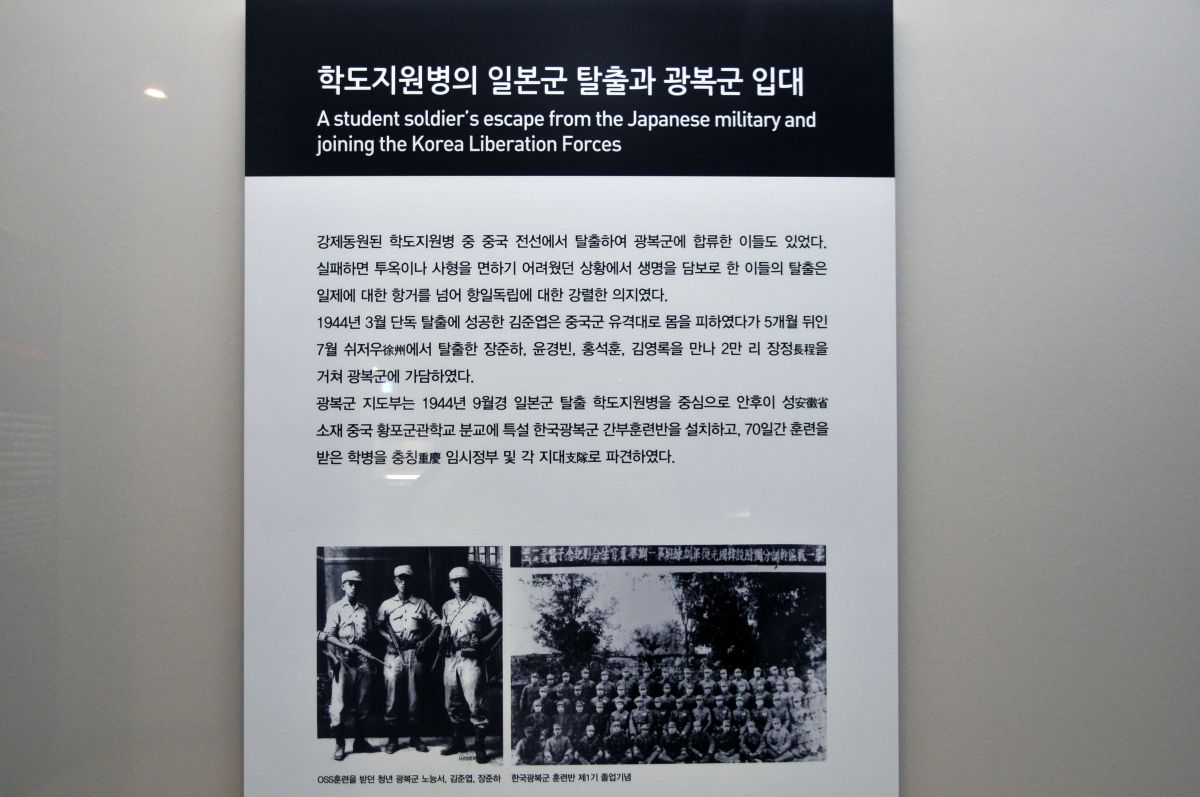 학도지원병의 일본군 탈출과 광복군 입대
A student soldier's escape from the Japanese military and
joining the Korea Liberation Forces
강제동원된 학도지원병 중 중국 전선에서 탈출하여 광복군에 합류한 이들도 있었다.
실패하면 투옥이나 사형을 면하기 어려웠던 상황에서 생명을 담보로 한 이들의 탈출은
일제에 대한 항거를 넘어 항일독립에 대한 강렬한 의지였다.
1944년 3월 단독 탈출에 성공한 김준엽은 중국군 유격대로 몸을 피하였다가 5개월 뒤인
7월 쉬저우徐州에서 탈출한 장준하, 윤경빈, 홍석훈, 김영록을 만나 2만 리 장정長程을
거쳐 광복군에 가담하였다.
광복군 지도부는 1944년 9월경 일본군 탈출 학도지원병을 중심으로 안후이 성安徽省
소재 중국 황포군관학교 분교에 특설 한국광복군 간부훈련반을 설치하고, 70일간 훈련을
받은 학병을 충칭重慶 임시정부 및 각 지대支隊로 파견하였다.
OSS훈련을 받던 청년 광복군 노능서, 김준엽, 장준하
한국광복군 훈련반 제1기 졸업기념